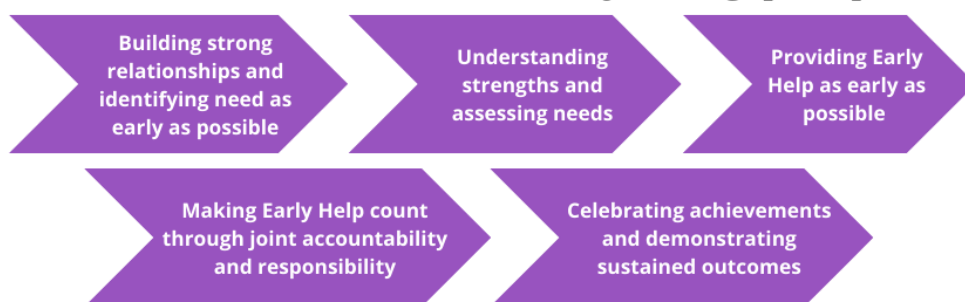 Building strong
relationships and
identifying need as
early as possible
Understanding
strengths and
assessing needs
Providing Early
Help as early as
possible
Making Early Help count
through joint accountability
and responsibility
Celebrating achievements
and demonstrating
sustained outcomes